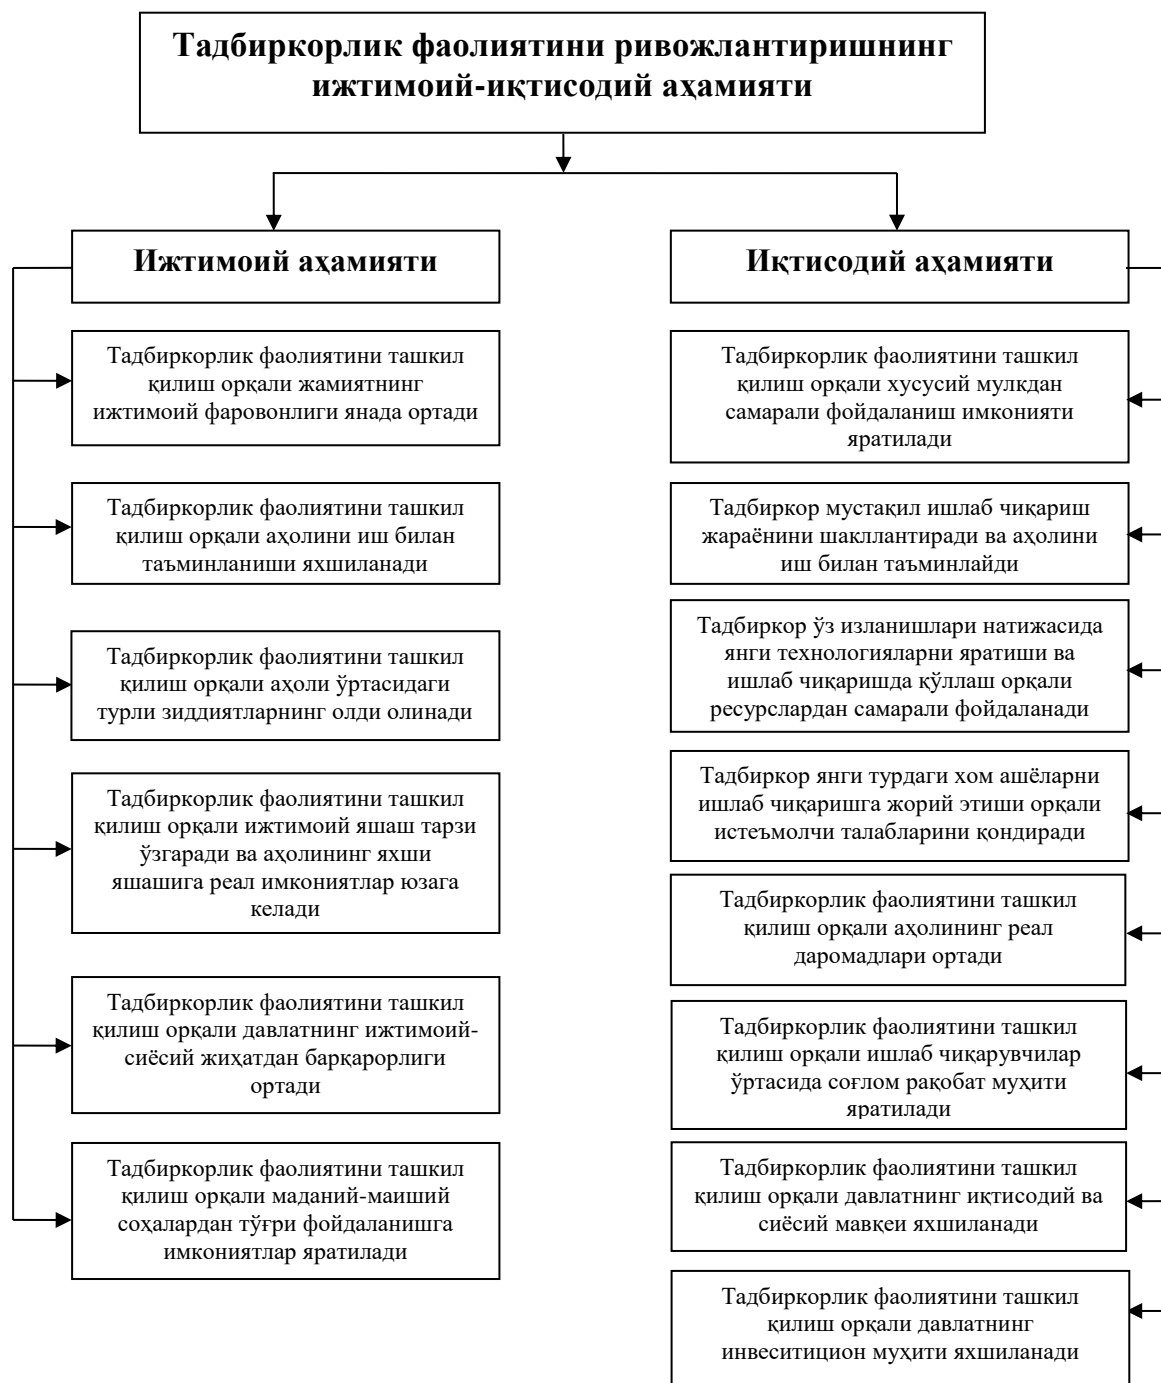 Тадбиркорлик фаолиятини ривожлантиришнинг
ижтимоий-иқтисодий аҳамияти
Ижтимоий аҳамияти
Тадбиркорлик фаолиятини ташкил
қилиш орқали жамиятнинг
ижтимоий фаровонлиги янада ортади
Тадбиркорлик фаолиятини ташкил
қилиш орқали аҳолини иш билан
таъминланиши яхшиланади
Тадбиркорлик фаолиятини ташкил
қилиш орқали аҳоли ўртасидаги
турли зиддиятларнинг олди олинади
Тадбиркорлик фаолиятини ташкил
қилиш орқали ижтимоий яшаш тарзи
ўзгаради ва аҳолининг яхши
яшашига реал имкониятлар юзага
келади
Тадбиркорлик фаолиятини ташкил
қилиш орқали давлатнинг ижтимоий-
сиёсий жиҳатдан барқарорлиги
ортади
Тадбиркорлик фаолиятини ташкил
қилиш орқали маданий-маиший
соҳалардан тўғри фойдаланишга
имкониятлар яратилади
Иқтисодий аҳамияти
Тадбиркорлик фаолиятини ташкил
қилиш орқали хусусий мулкдан
самарали фойдаланиш имконияти
яратилади
Тадбиркор мустақил ишлаб чиқариш
жараёнини шакллантиради ва аҳолини
иш билан таъминлайди
Тадбиркор ўз изланишлари натижасида
янги технологияларни яратиши ва
ишлаб чиқаришда қўллаш орқали
ресурслардан самарали фойдаланади
Тадбиркор янги турдаги хом ашёларни
ишлаб чиқаришга жорий этиши орқали
истеъмолчи талабларини қондиради
Тадбиркорлик фаолиятини ташкил
қилиш орқали аҳолининг реал
даромадлари ортади
Тадбиркорлик фаолиятини ташкил
қилиш орқали ишлаб чиқарувчилар
ўртасида соғлом рақобат муҳити
яратилади
Тадбиркорлик фаолиятини ташкил
қилиш орқали давлатнинг иқтисодий ва
сиёсий мавқеи яхшиланади
Тадбиркорлик фаолиятини ташкил
қилиш орқали давлатнинг
инвеситицион муҳити яхшиланади